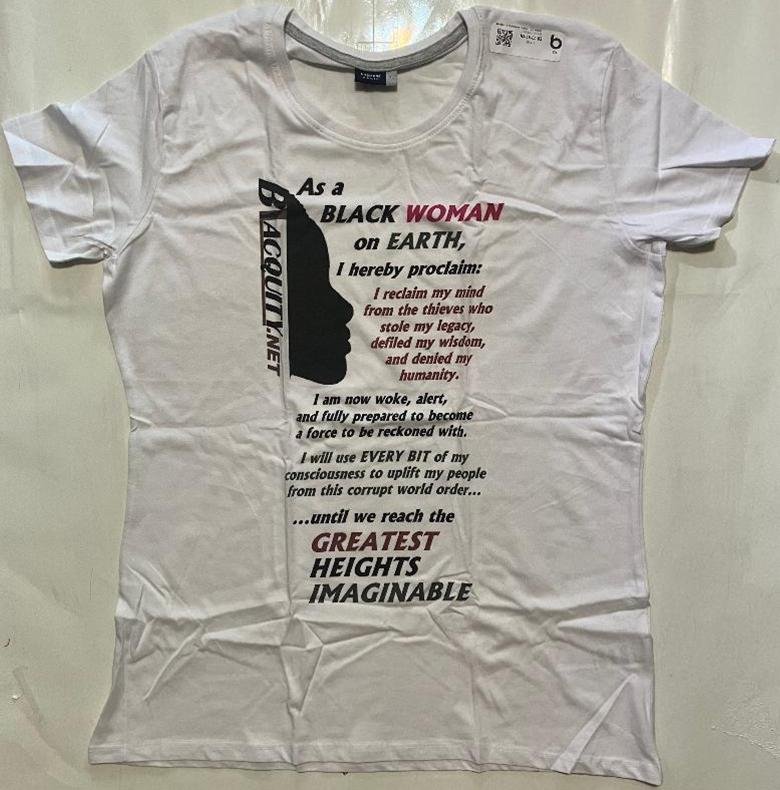 As a
BLACK WOMAN
on EARTH,
I hereby proclaim:
I reclaim my mind
from the thieves who
stole my legacy,
defiled my wisdom,
and denied my
humanity.
I am now woke, alert,
and fully prepared to become
a force to be reckoned with.
I will use EVERY BIT of my
consciousness to uplift my people
from this corrupt world order...
...until we reach the
GREATEST
HEIGHTS
IMAGINABLE
BLACQUITY.NET
b